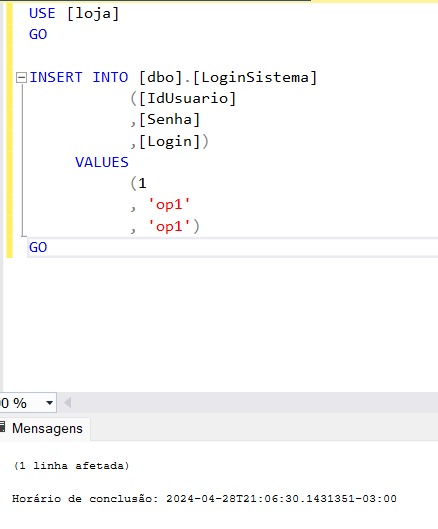 USE [loja]
GO
INSERT INTO [dbo].[LoginSistema]
([IdUsuario]
,[Senha]
,[Login])
VALUES
(1
, 'op1'
, 'op1')
GO
0 %
Mensagens
(1 linha afetada)
Horário de conclusão: 2024-04-28T21:06:30.1431351-03:00